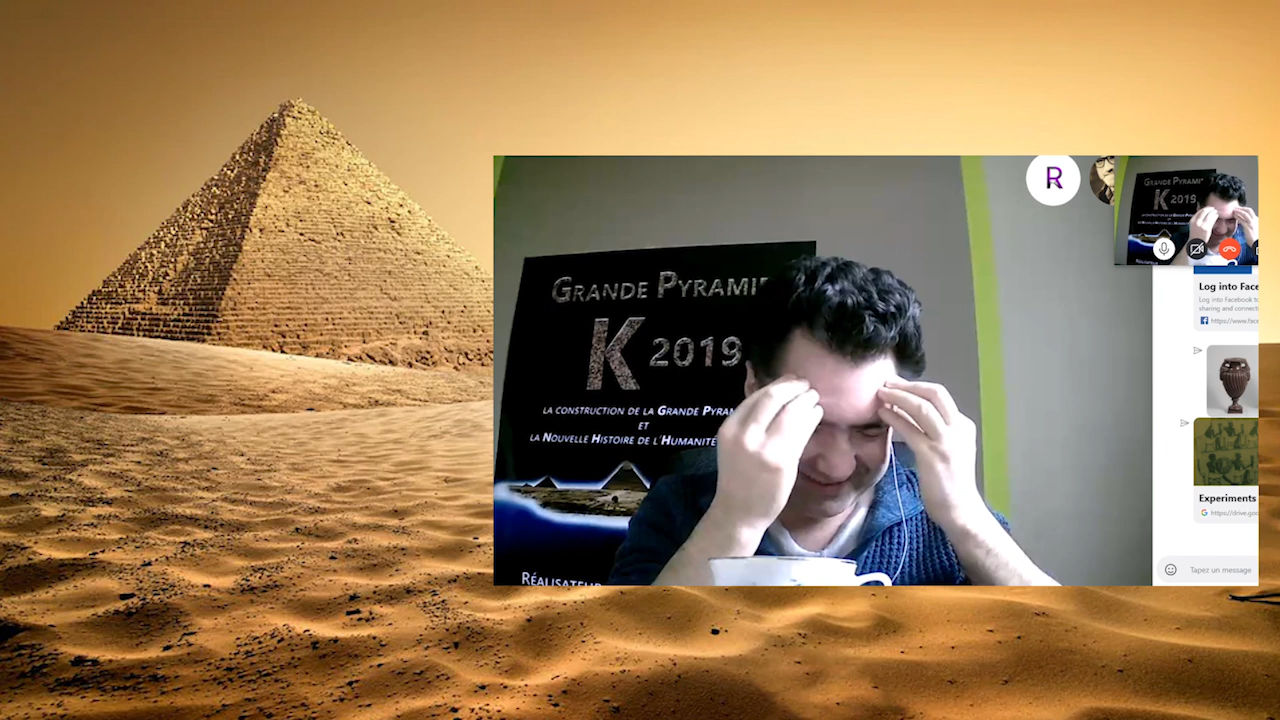 GRANDE PYRAMI
K 2019
LA CONSTRUCTION DE LA GRANDE PYRAM
ET
LA NOUVELLE HISTOIRE DE L'HUMANITÉ
RÉALISATEUR
R
GRANDE PYRAMI
K 2019
Log into Face
Log into Facebook to
sharing and connect
https://www.face
Experiments
https://drive.goo
Tapez un message